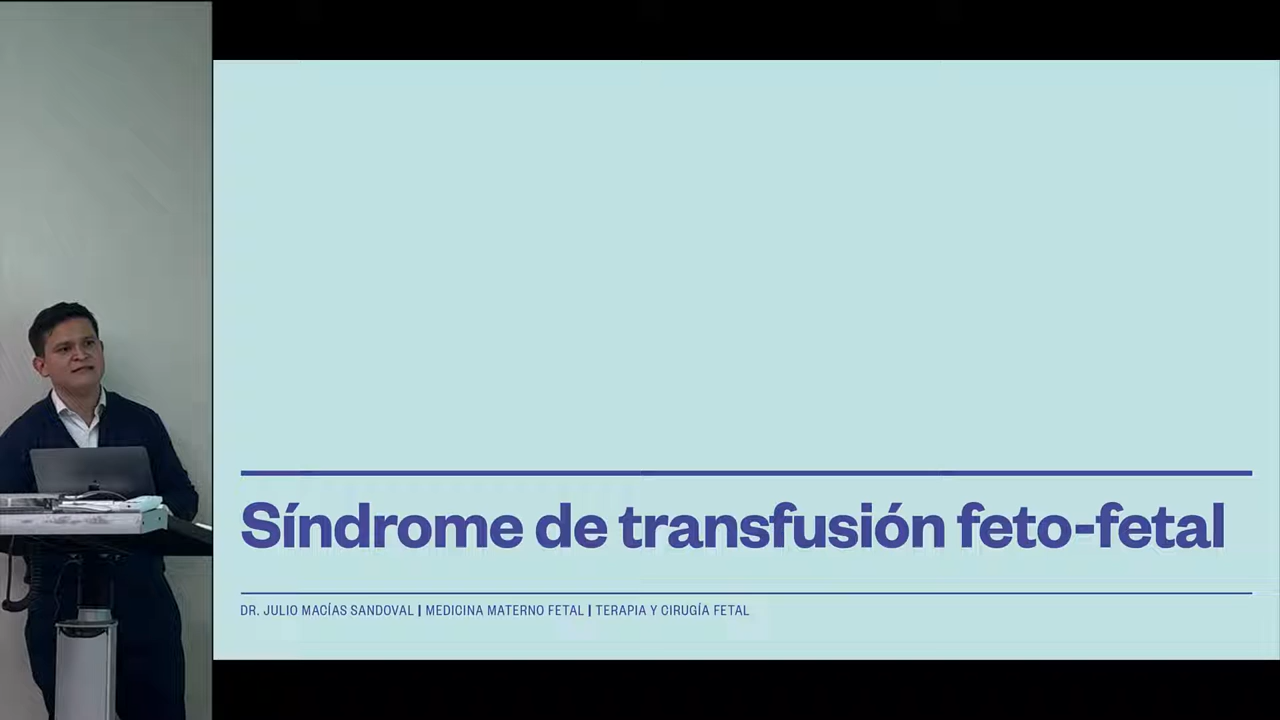 Síndrome de transfusión feto-fetal
DR. JULIO MACÍAS SANDOVAL | MEDICINA MATERNO FETAL | TERAPIA Y CIRUGÍA FETAL